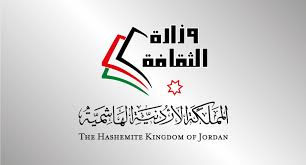 وزارة
الثقافة
المملكة الأردنية الهاشمية
THE HASHEMITE KINGDOM OF JORDAN